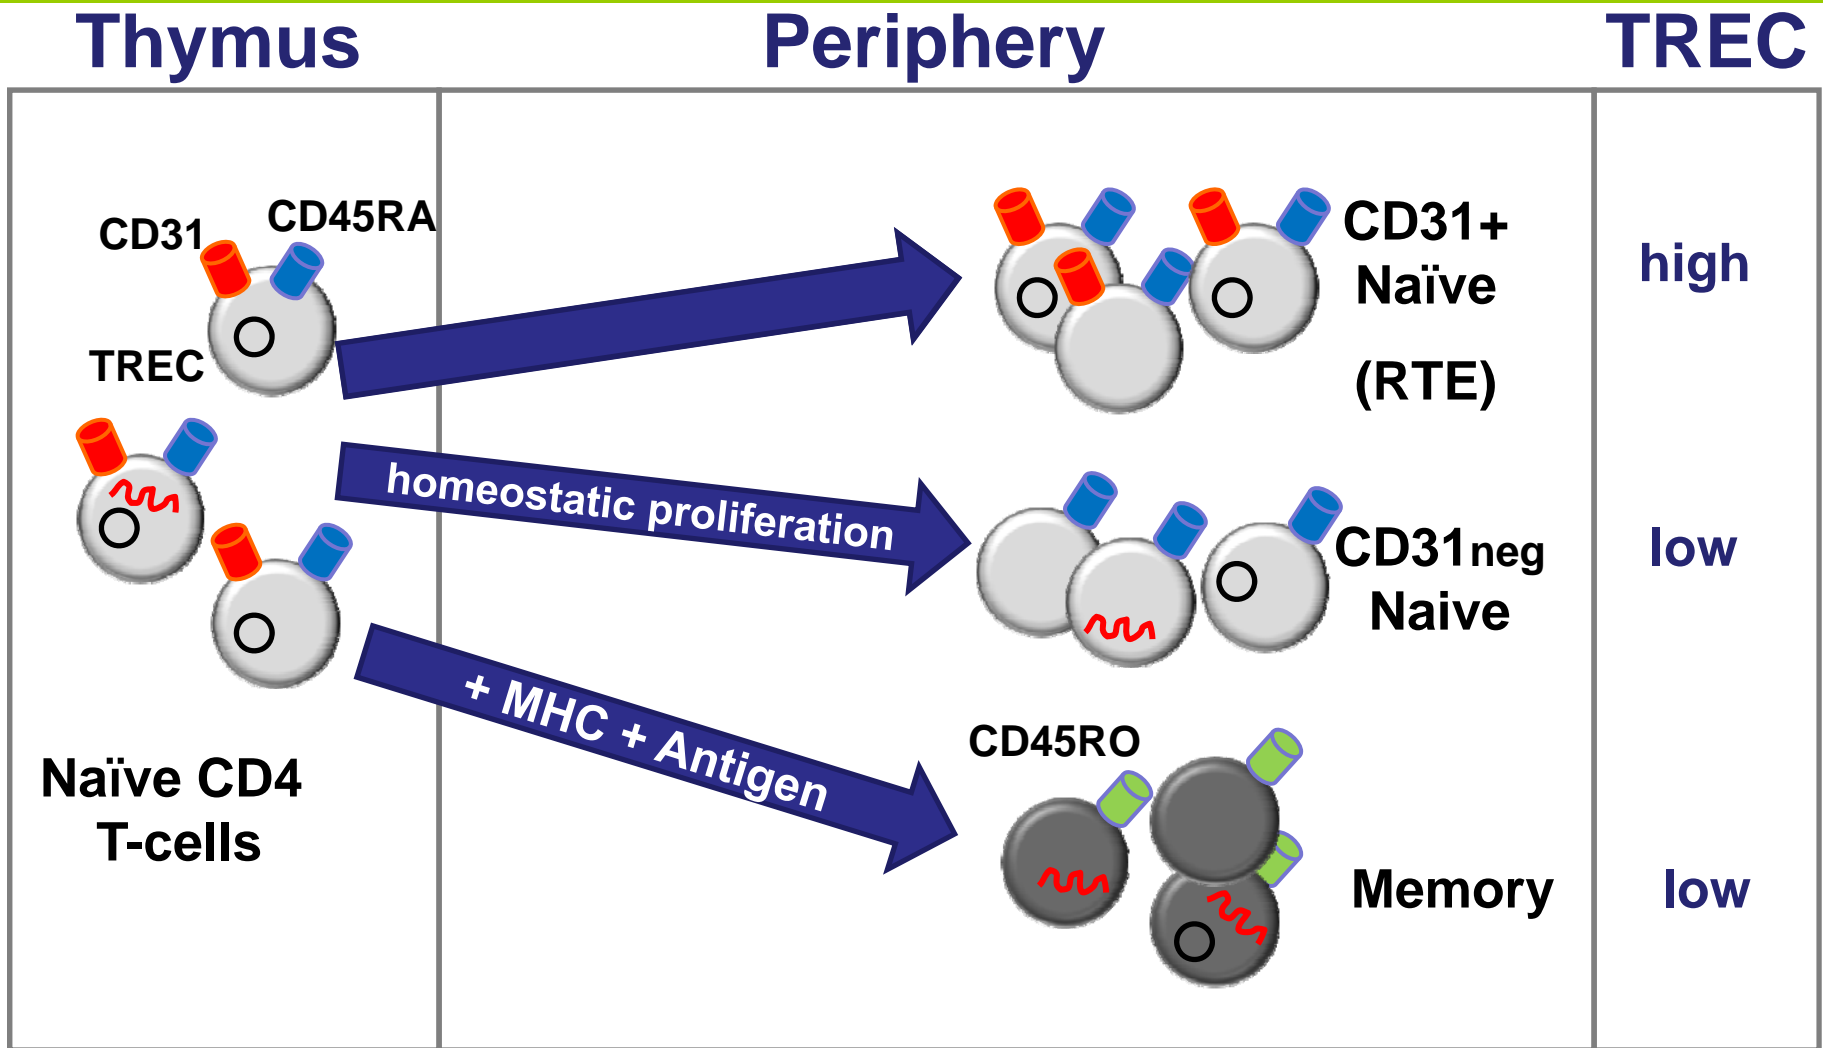 Thymus
Periphery
TREC
CD31
CD45RA
TREC
Naïve CD4
T-cells
CD31+
Naïve
(RTE)
high
homeostatic proliferation
CD31neg
Naive
low
+ MHC + Antigen
CD45RO
Memory
low